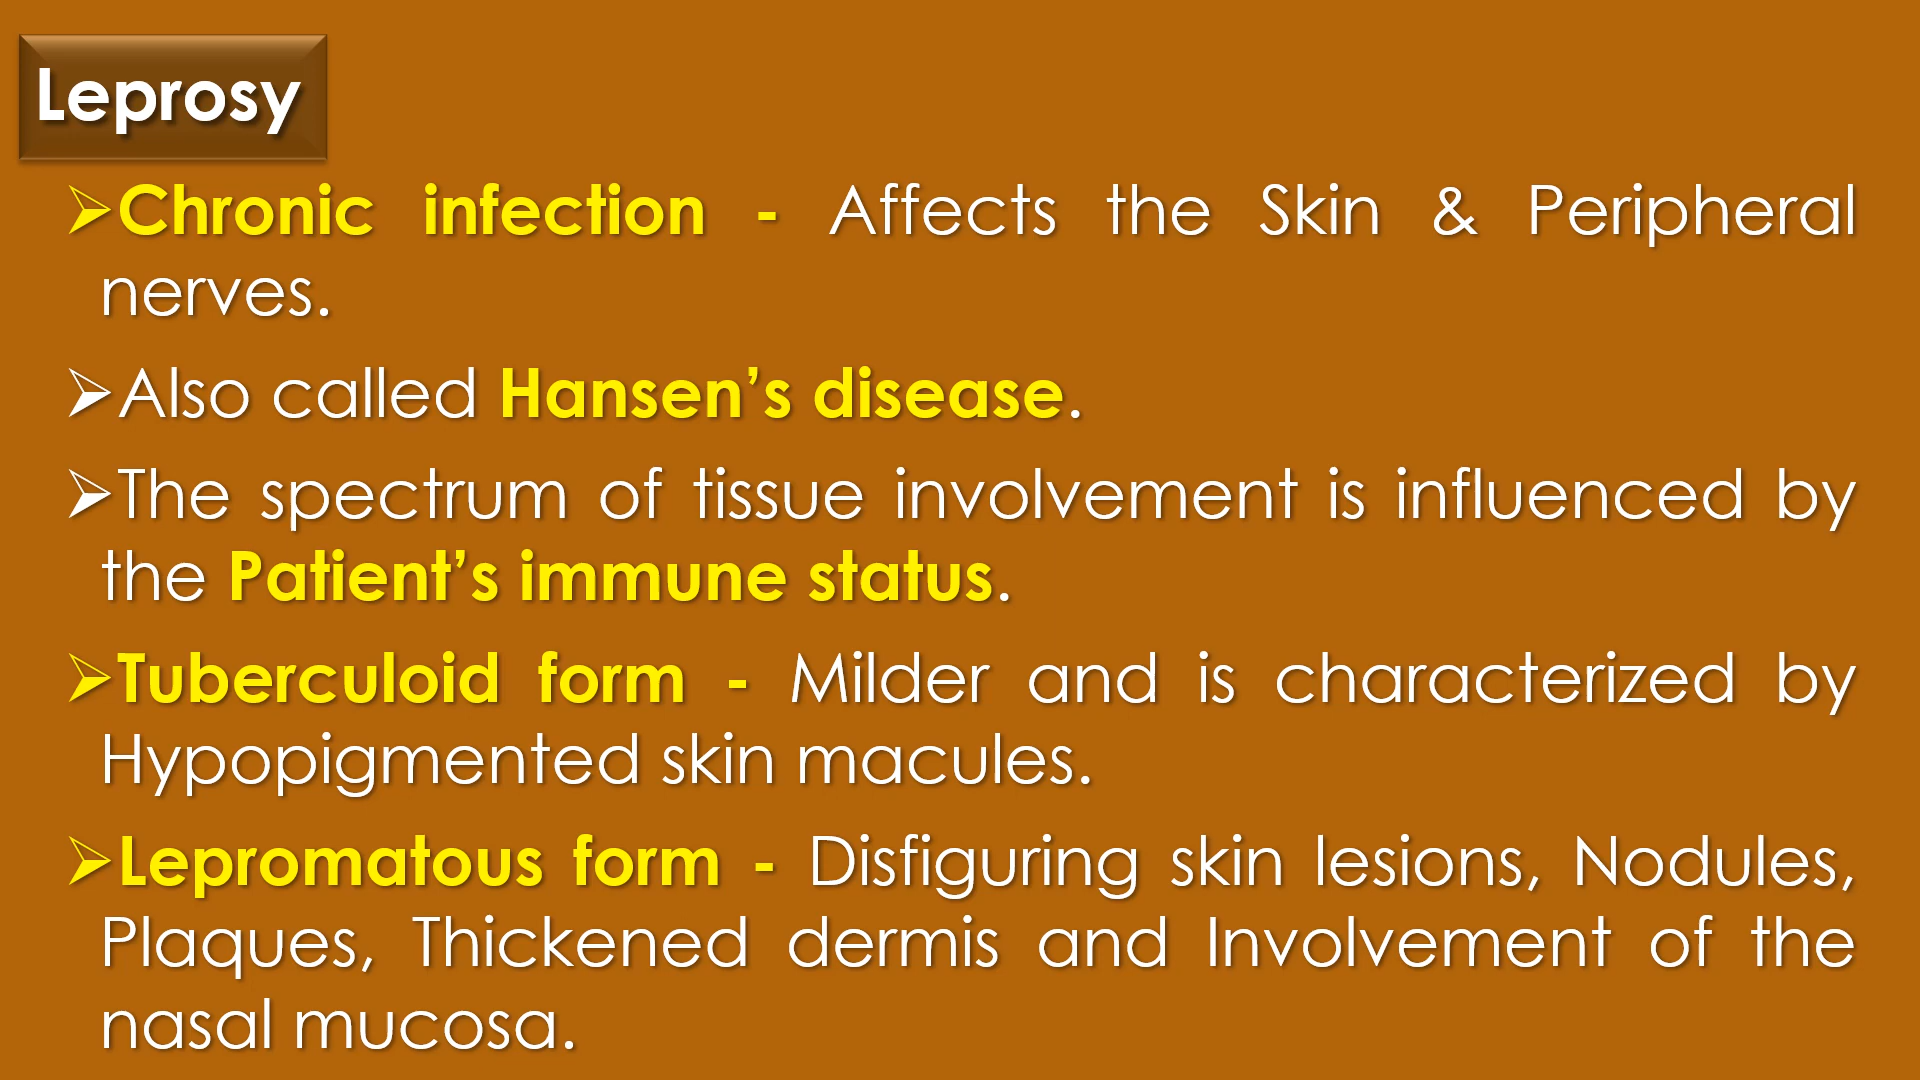 Leprosy
➢Chronic infection - Affects the Skin & Peripheral
nerves.
➢Also called Hansen’s disease.
➢The spectrum of tissue involvement is influenced by
the Patient’s immune status.
➢Tuberculoid form - Milder and is characterized by
Hypopigmented skin macules.
➢Lepromatous form - Disfiguring skin lesions, Nodules,
Plaques, Thickened dermis and Involvement of the
nasal mucosa.